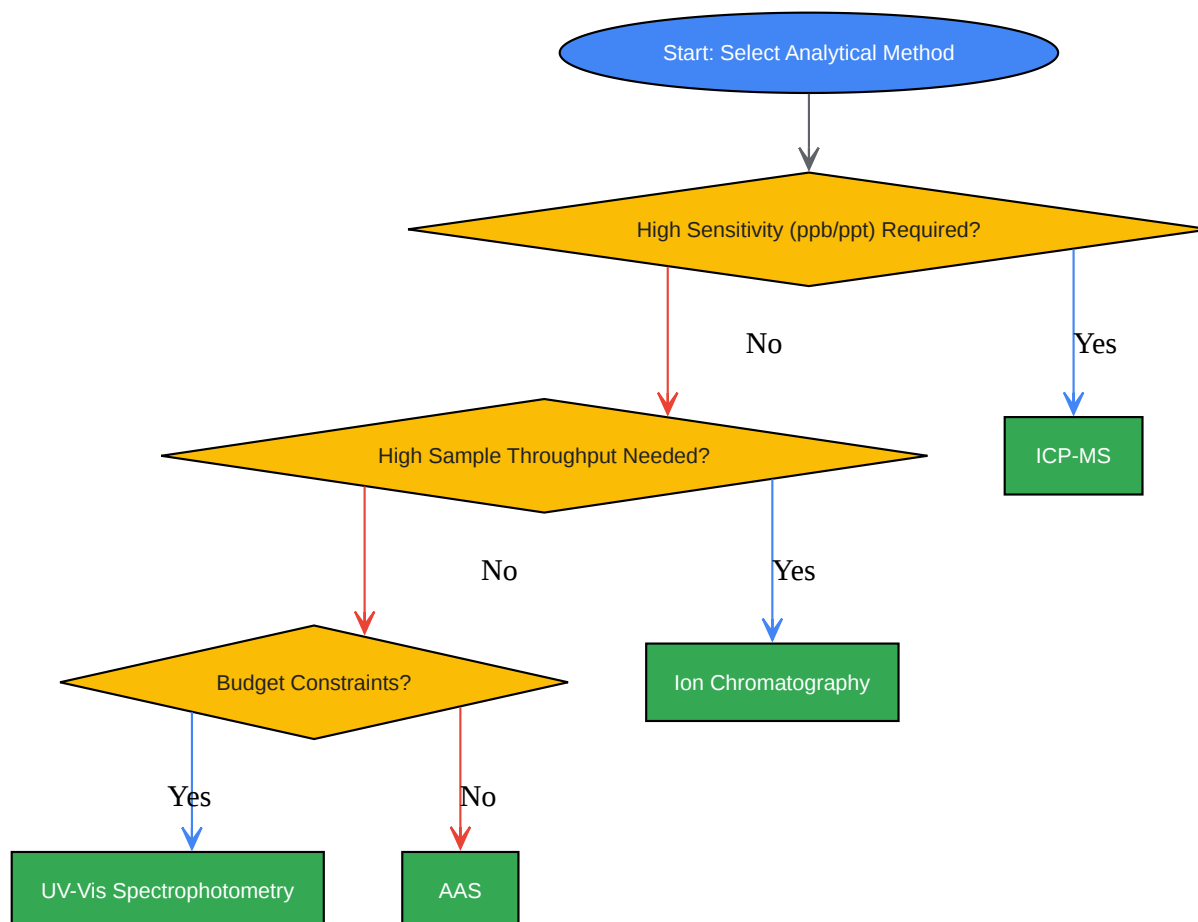 Start: Select Analytical Method
High Sensitivity (ppb/ppt) Required?
No
Yes
High Sample Throughput Needed?
ICP-MS
No
Yes
Budget Constraints?
Ion Chromatography
Yes
No
UV-Vis Spectrophotometry
AAS